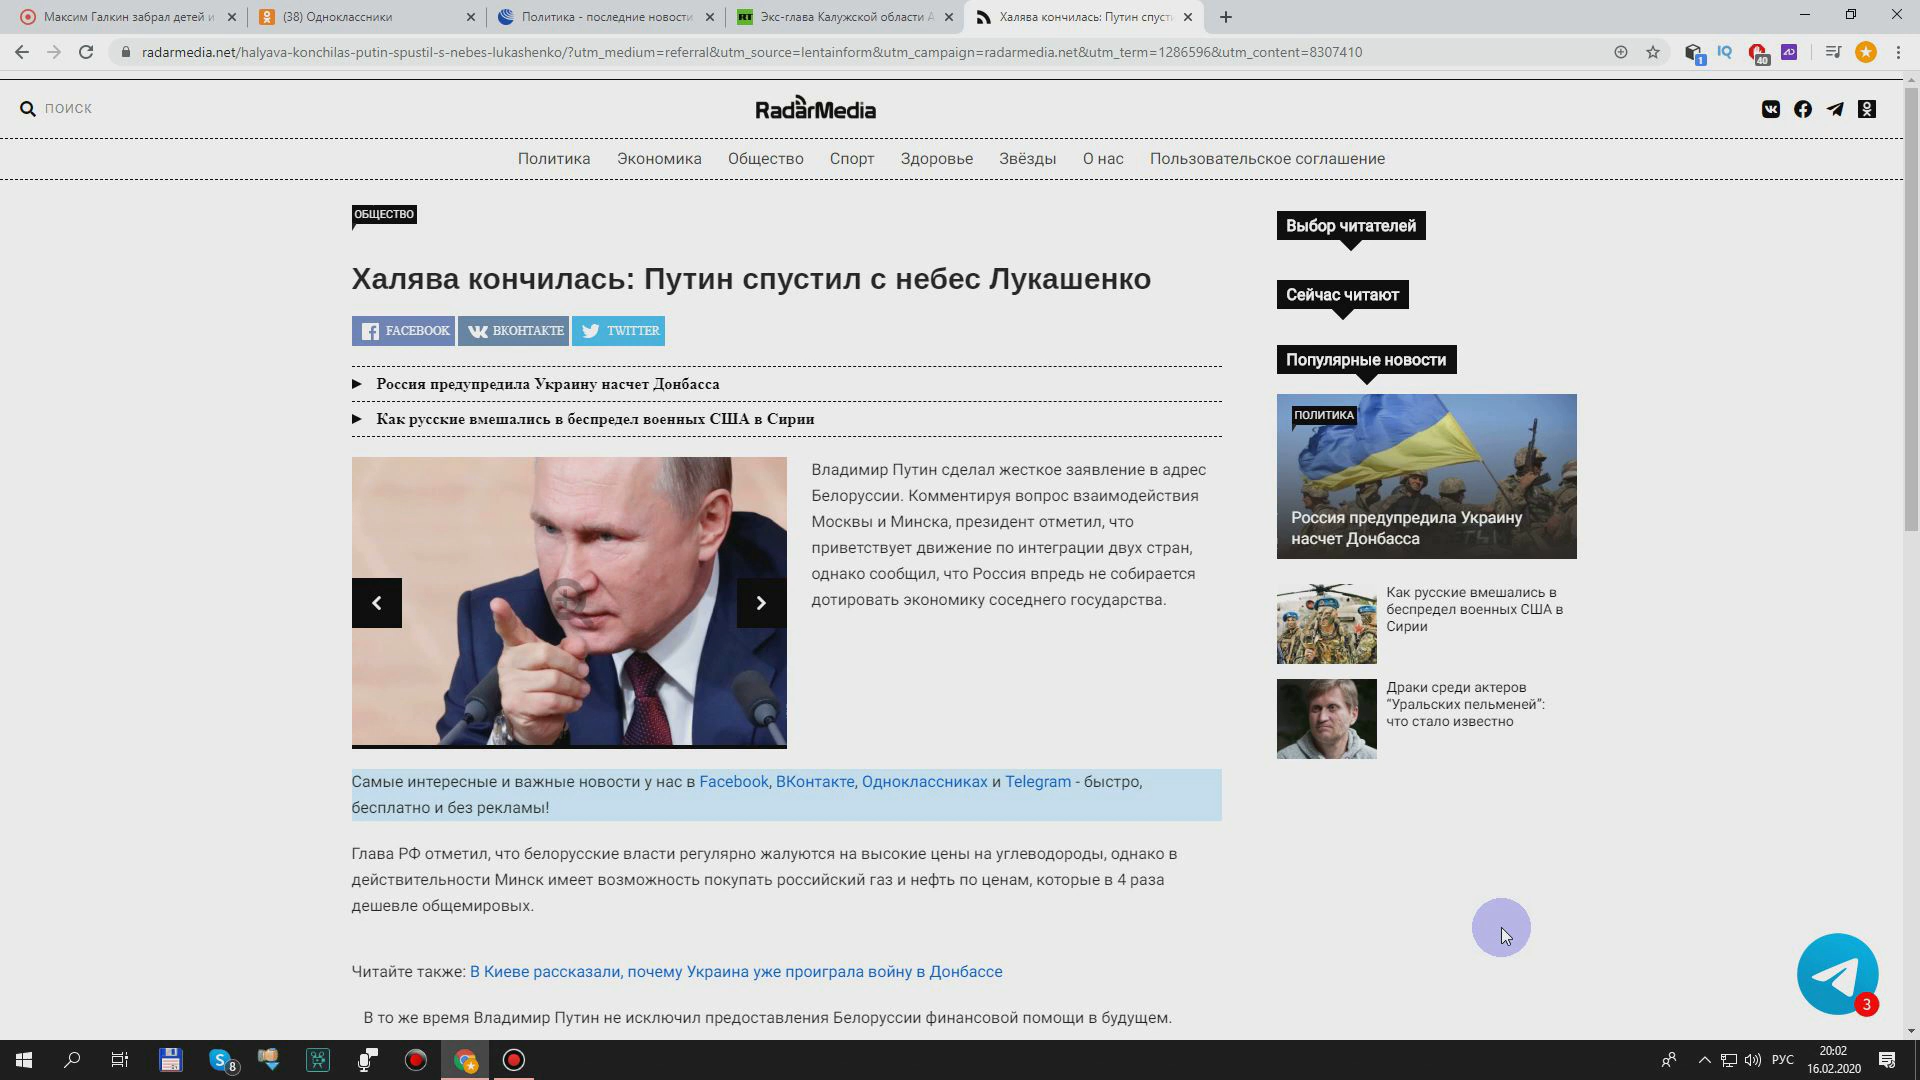 Максим Галкин забрал детей и
(38) Одноклассники
Политика - последние новости
Экс-глава Калужской области А
Халява кончилась: Путин спусти
radarmedia.net/halyava-konchilas-putin-spustil-s-nebes-lukashenko/?utm_medium=referral&utm_source=lentainform&utm_campaign=radarmedia.net&utm_term=1286596&utm_content=8307410
1
IQ
40
ПОИСК
RadarMedia
Политика Экономика Общество Спорт Здоровье Звёзды О нас Пользовательское соглашение
ОБЩЕСТВО
Халява кончилась: Путин спустил с небес Лукашенко
FACEBOOK ВКОНТАКТЕ TWITTER
Россия предупредила Украину насчет Донбасса
Как русские вмешались в беспредел военных США в Сирии
Владимир Путин сделал жесткое заявление в адрес
Белоруссии. Комментируя вопрос взаимодействия
Москвы и Минска, президент отметил, что
приветствует движение по интеграции двух стран,
однако сообщил, что Россия впредь не собирается
дотировать экономику соседнего государства.
Самые интересные и важные новости у нас в Facebook, ВКонтакте, Одноклассниках и Telegram - быстро,
бесплатно и без рекламы!
Глава РФ отметил, что белорусские власти регулярно жалуются на высокие цены на углеводороды, однако в
действительности Минск имеет возможность покупать российский газ и нефть по ценам, которые в 4 раза
дешевле общемировых.
Читайте также: В Киеве рассказали, почему Украина уже проиграла войну в Донбассе
В то же время Владимир Путин не исключил предоставления Белоруссии финансовой помощи в будущем.
Выбор читателей
Сейчас читают
Популярные новости
ПОЛИТИКА
Россия предупредила Украину
насчет Донбасса
Как русские вмешались в
беспредел военных США в
Сирии
Драки среди актеров
“Уральских пельменей”:
что стало известно
3
8
РУС
20:02
16.02.2020